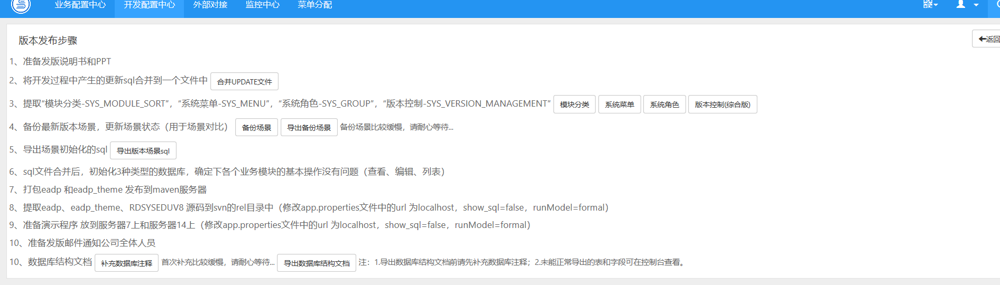 业务配置中心 开发配置中心 外部对接 监控中心 菜单分配
版本发布步骤 返回
1、准备发版说明书和PPT
2、将开发过程中产生的更新sql合并到一个文件中 合并UPDATE文件
3、提取“模块分类-SYS_MODULE_SORT”，“系统菜单-SYS_MENU”，“系统角色-SYS_GROUP”，“版本控制-SYS_VERSION_MANAGEMENT” 模块分类 系统菜单 系统角色 版本控制(综合版)
4、备份最新版本场景，更新场景状态（用于场景对比） 备份场景 导出备份场景 备份场景比较缓慢，请耐心等待...
5、导出场景初始化的sql 导出版本场景sql
6、sql文件合并后，初始化3种类型的数据库，确定下各个业务模块的基本操作没有问题（查看、编辑、列表）
7、打包eadp 和eadp_theme 发布到maven服务器
8、提取eadp、eadp_theme、RDSYSEDUV8 源码到svn的rel目录中（修改app.properties文件中的url 为localhost，show_sql=false，runModel=formal）
9、准备演示程序 放到服务器7上和服务器14上（修改app.properties文件中的url 为localhost，show_sql=false，runModel=formal）
10、准备发版邮件通知公司全体人员
10、数据库结构文档 补充数据库注释 首次补充比较缓慢，请耐心等待... 导出数据库结构文档 注：1.导出数据库结构文档前请先补充数据库注释；2.未能正常导出的表和字段可在控制台查看。